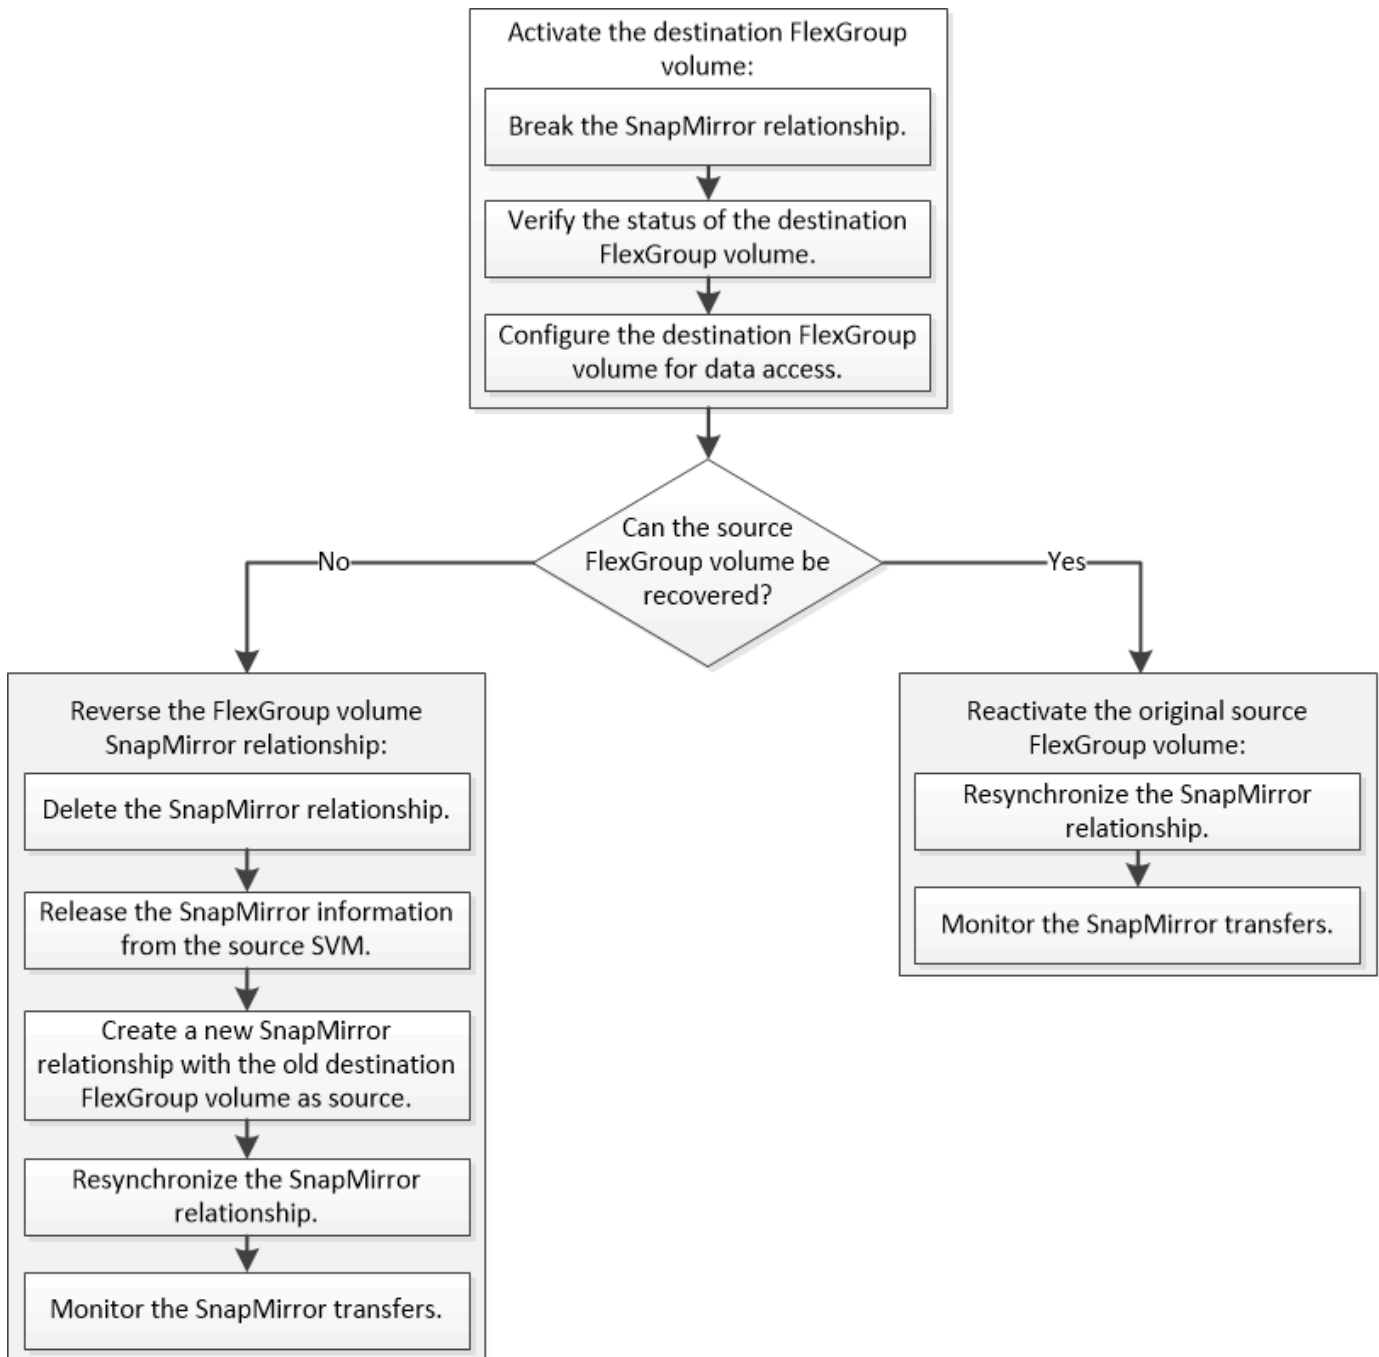 Activate the destination FlexGroup
volume:
Break the SnapMirror relationship.
Verify the status of the destination
FlexGroup volume.
Configure the destination FlexGroup
volume for data access.
Can the source
FlexGroup volume be
recovered?
No
Yes
Reverse the FlexGroup volume
SnapMirror relationship:
Delete the SnapMirror relationship.
Release the SnapMirror information
from the source SVM.
Create a new SnapMirror
relationship with the old destination
FlexGroup volume as source.
Resynchronize the SnapMirror
relationship.
Monitor the SnapMirror transfers.
Reactivate the original source
FlexGroup volume:
Resynchronize the SnapMirror
relationship.
Monitor the SnapMirror transfers.